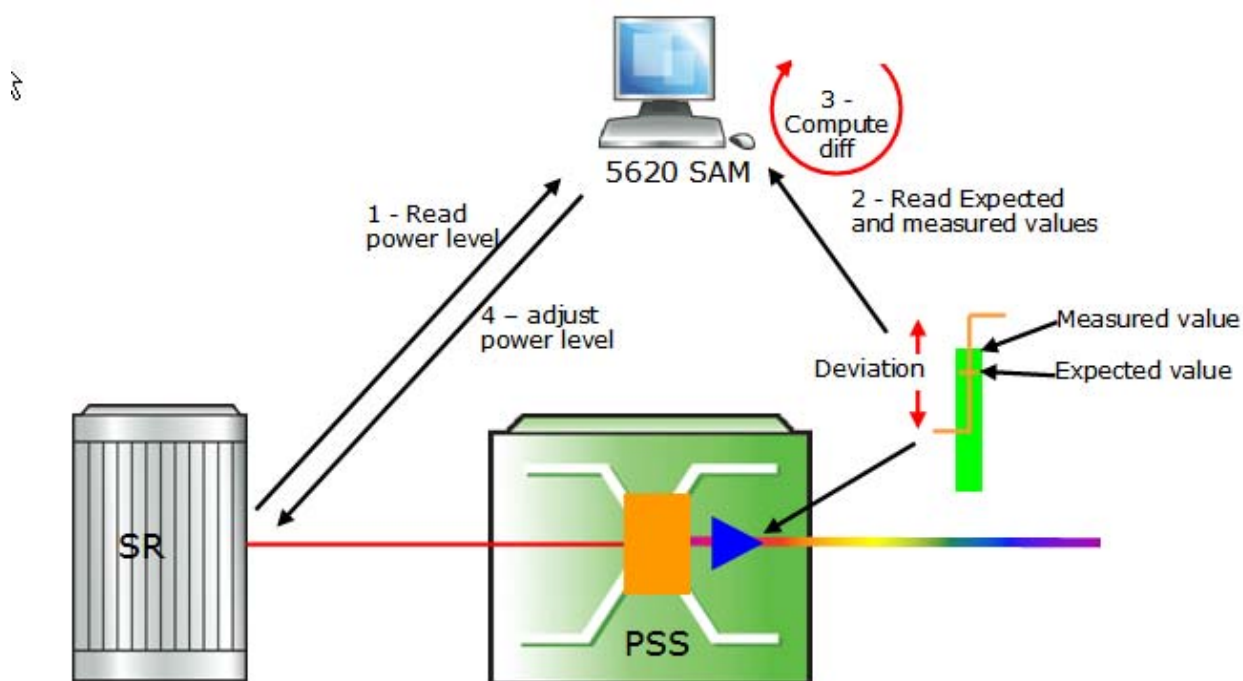 3 -
Compute
diff
5620 SAM
1 - Read
power level
2 - Read Expected
and measured values
4 – adjust
power level
Measured value
Deviation
Expected value
SR
PSS